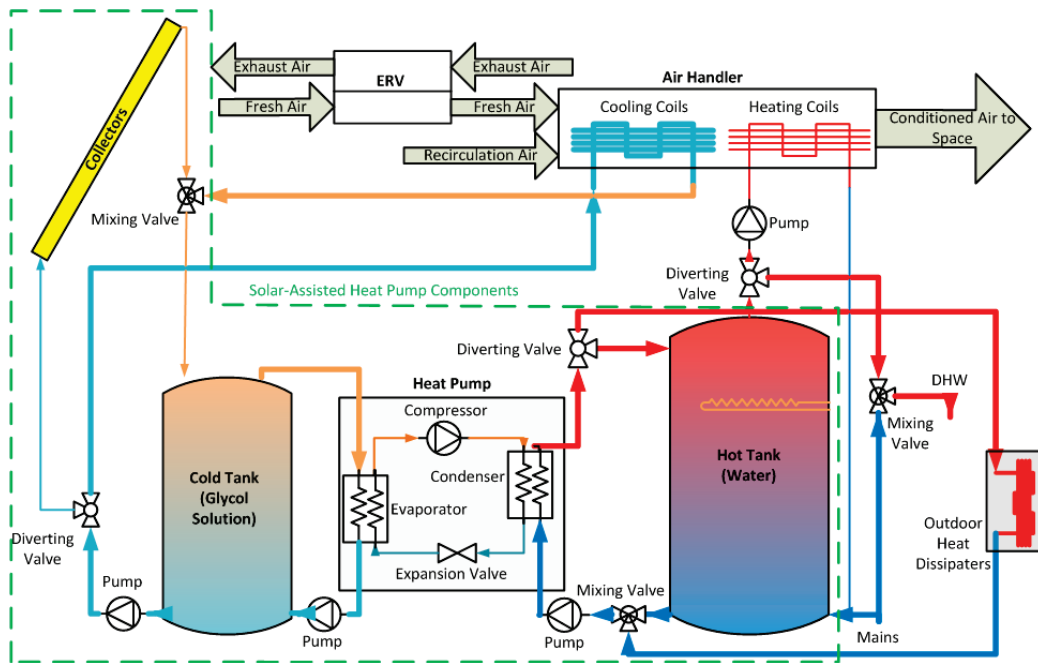 Exhaust Air
ERV
Exhaust Air
Air Handler
Fresh Air
Fresh Air
Cooling Coils
Heating Coils
Conditioned Air to
Space
Recirculation Air
Collectors
Mixing Valve
Pump
Diverting
Valve
Solar-Assisted Heat Pump Components
Diverting Valve
Heat Pump
Compressor
DHW
Mixing
Valve
Condenser
Hot Tank
(Water)
Cold Tank
(Glycol
Solution)
Evaporator
Outdoor
Heat
Dissipaters
Diverting
Valve
Expansion Valve
Pump
Mixing Valve
Pump
Pump
Mains